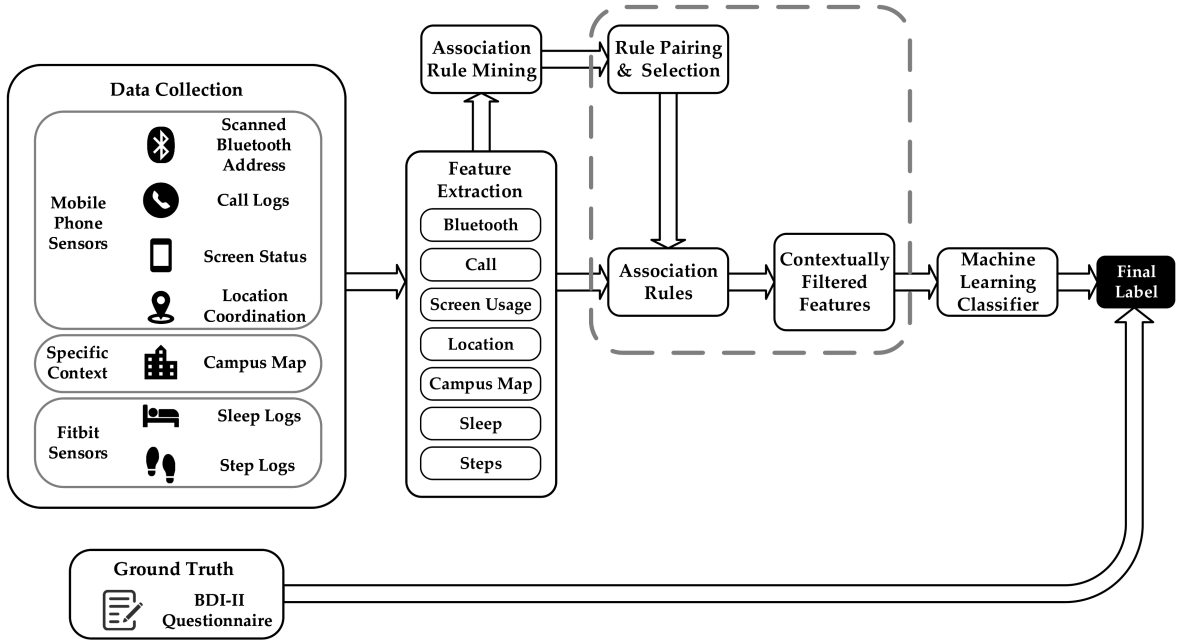 Data Collection
Mobile
Phone
Sensors
Scanned
Bluetooth
Address
Call Logs
Screen Status
Location
Coordination
Specific
Context
Campus Map
Fitbit
Sensors
Sleep Logs
Step Logs
Ground Truth
BDI-II
Questionnaire
Association
Rule Mining
Feature
Extraction
Bluetooth
Call
Screen Usage
Location
Campus Map
Sleep
Steps
Rule Pairing
& Selection
Association
Rules
Contextually
Filtered
Features
Machine
Learning
Classifier
Final
Label